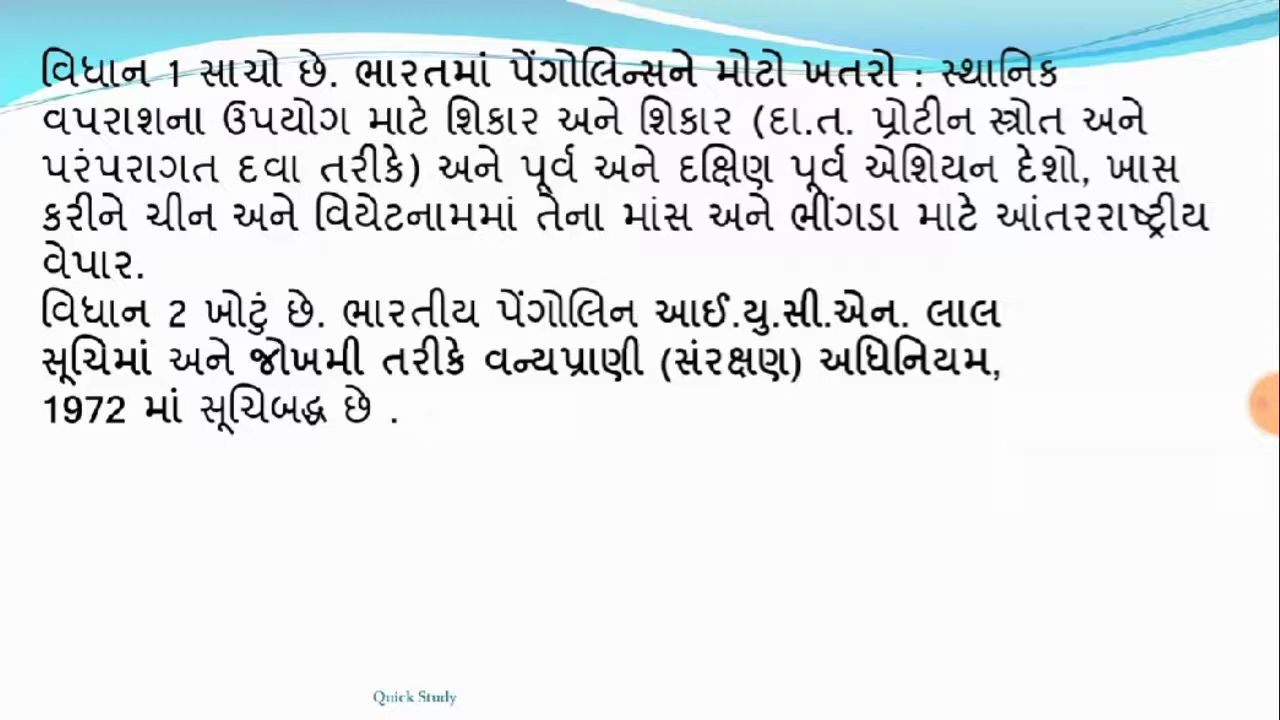 વિધાન 1 સાચો છે. ભારતમાં પેંગોલિન્સને મોટો ખતરો : સ્થાનિક
વપરાશના ઉપયોગ માટે શિકાર અને શિકાર (દા.ત. પ્રોટીન સ્ત્રોત અને
પરંપરાગત દવા તરીકે) અને પૂર્વ અને દક્ષિણ પૂર્વ એશિયન દેશો, ખાસ
કરીને ચીન અને વિયેટનામમાં તેના માંસ અને ભીંગડા માટે આંતરરાષ્ટ્રીય
વેપાર.
વિધાન 2 ખોટું છે. ભારતીય પેંગોલિન આઈ.યુ.સી.એન. લાલ
સૂચિમાં અને જોખમી તરીકે વન્યપ્રાણી (સંરક્ષણ) અધિનિયમ,
1972 માં સૂચિબદ્ધ છે .
Quick Study